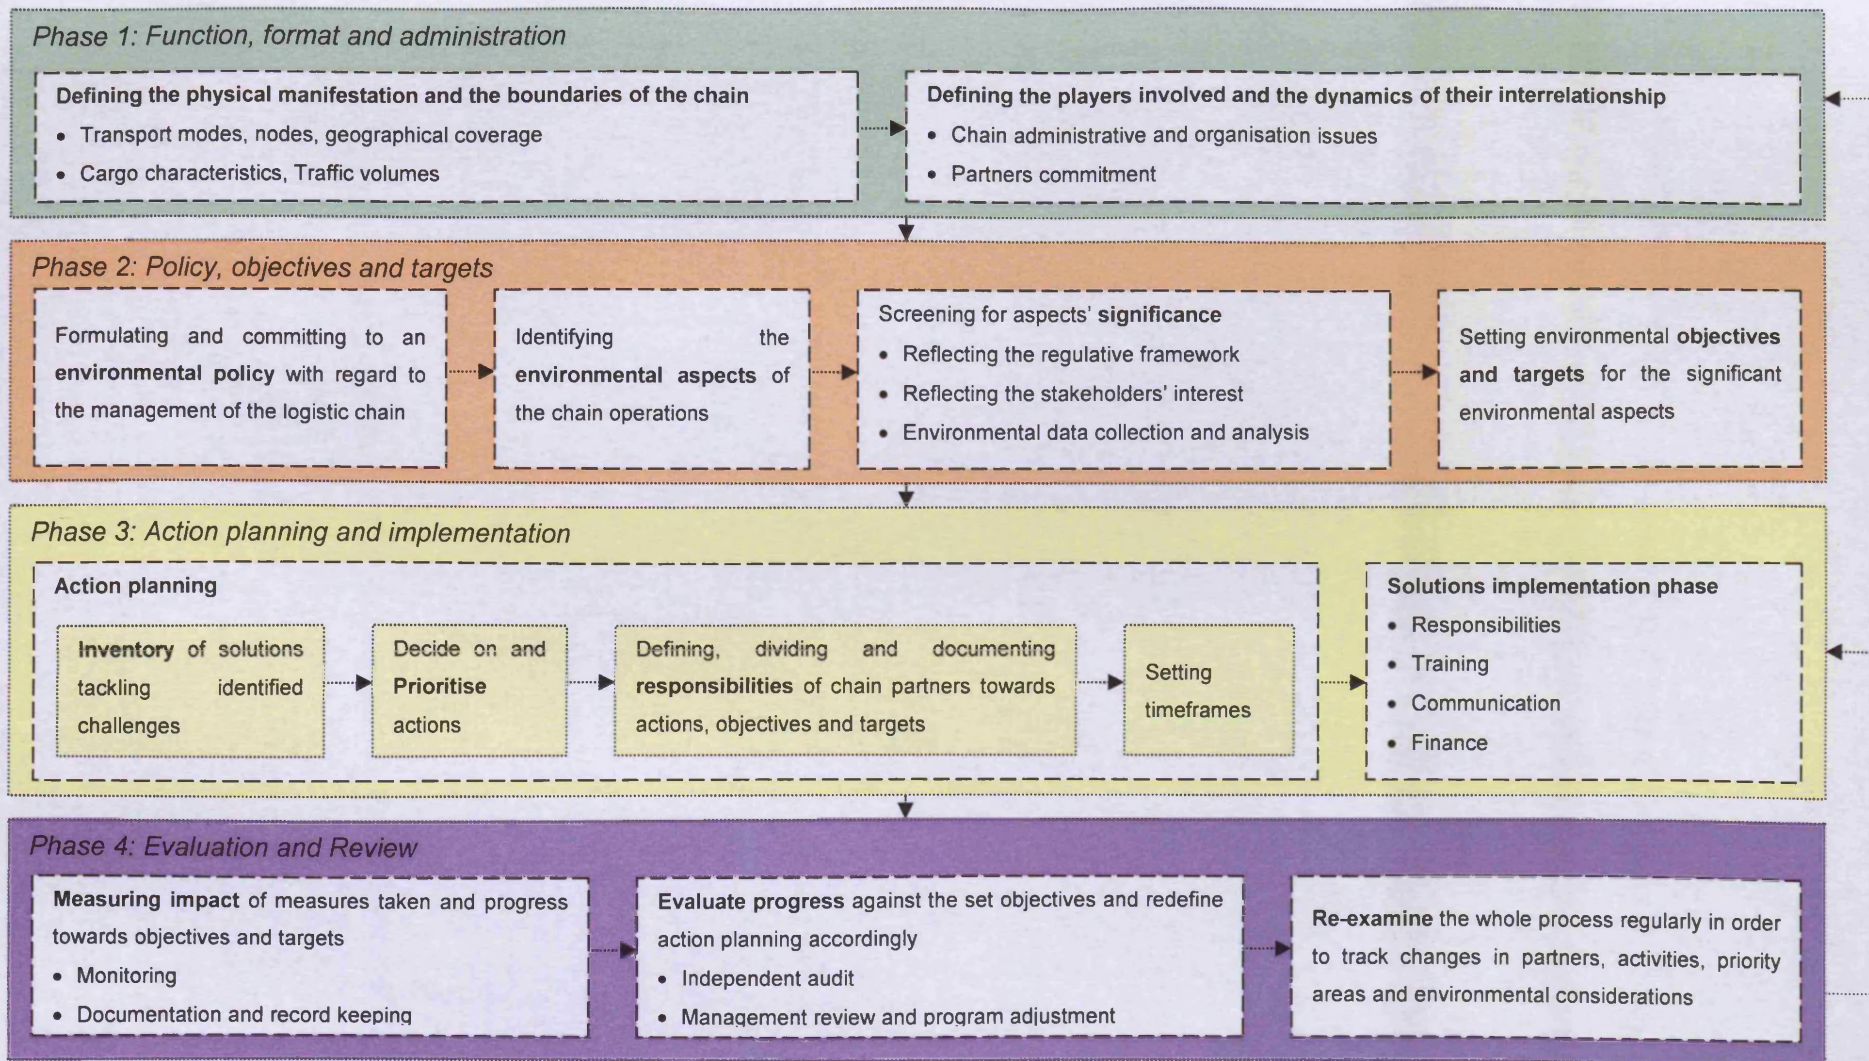 Phase 1: Function, format and administration
Defining the physical manifestation and the boundaries of the chain
• Transport modes, nodes, geographical coverage
• Cargo characteristics, Traffic volumes
Defining the players involved and the dynamics of their interrelationship
• Chain administrative and organisation issues
• Partners commitment
Phase 2: Policy, objectives and targets
Formulating and committing to an
environmental policy with regard to
the management of the logistic chain
Identifying the
environmental aspects of
the chain operations
Screening for aspects' significance
• Reflecting the regulative framework
• Reflecting the stakeholders' interest
• Environmental data collection and analysis
Setting environmental objectives
and targets for the significant
environmental aspects
Phase 3: Action planning and implementation
Action planning
Inventory of solutions
tackling identified
challenges
Decide on and
Prioritise
actions
Defining, dividing and documenting
responsibilities of chain partners towards
actions, objectives and targets
Setting
timeframes
Solutions implementation phase
• Responsibilities
• Training
• Communication
• Finance
Phase 4: Evaluation and Review
Measuring impact of measures taken and progress
towards objectives and targets
• Monitoring
• Documentation and record keeping
Evaluate progress against the set objectives and redefine
action planning accordingly
• Independent audit
• Management review and program adjustment
Re-examine the whole process regularly in order
to track changes in partners, activities, priority
areas and environmental considerations